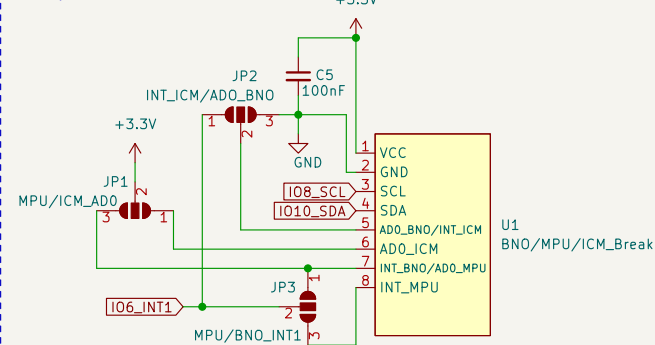 +3.3V
JP2
C5
INT_ICM/AD0_BNO
100nF
1
3
2
+3.3V
GND
1 VCC
2 GND
JP1
2
MPU/ICM_AD0
3
1
IO8_SCL
3 SCL
IO10_SDA
4 SDA
5 AD0_BNO/INT_ICM
6 AD0_ICM
7 INT_BNO/AD0_MPU
8 INT_MPU
U1
BNO/MPU/ICM_Break
JP3
1
IO6_INT1
2
MPU/BNO_INT1
3